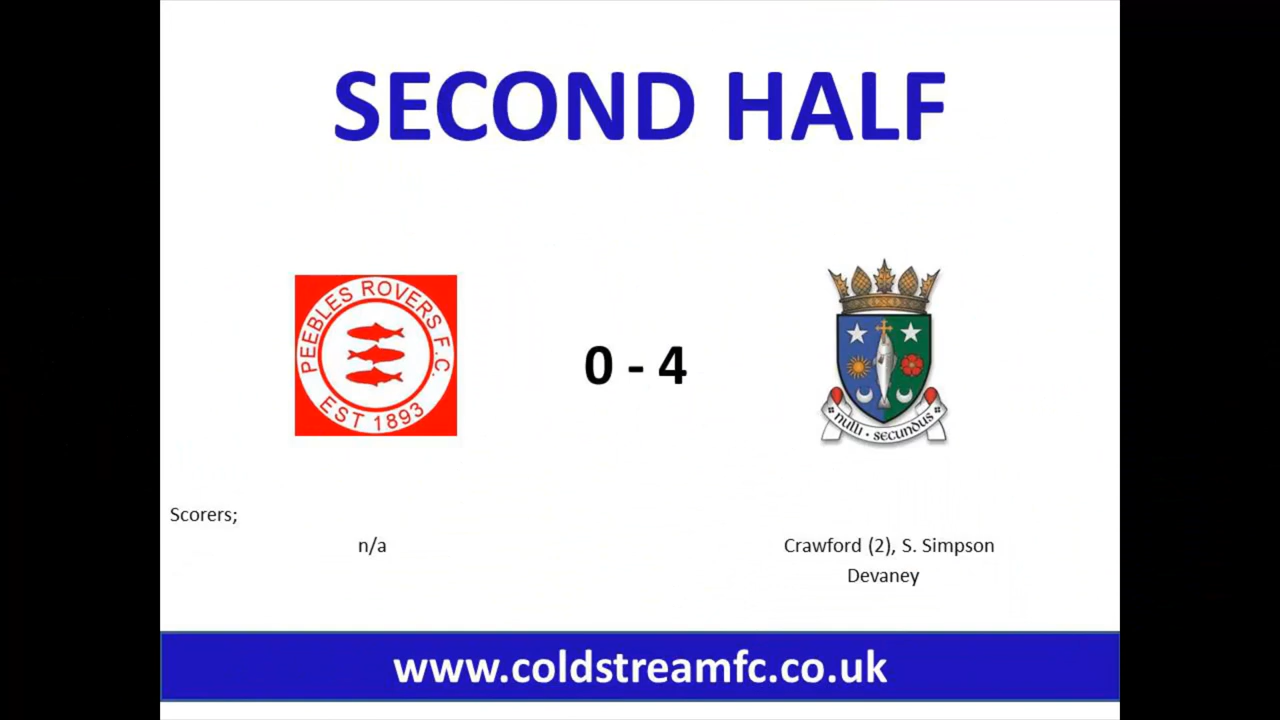 SECOND HALF
PEEBLES ROVERS F.C.
EST 1893
0 - 4
nulli · secundus
Scorers;
n/a
Crawford (2), S. Simpson
Devaney
www.coldstreamfc.co.uk